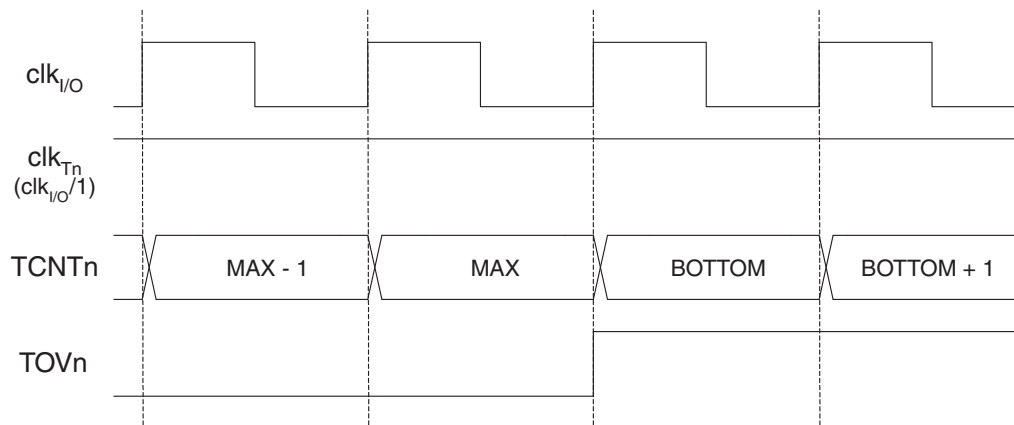 clkI/O
clkTn
(clkI/O/1)
TCNTn
MAX - 1
MAX
BOTTOM
BOTTOM + 1
TOVn